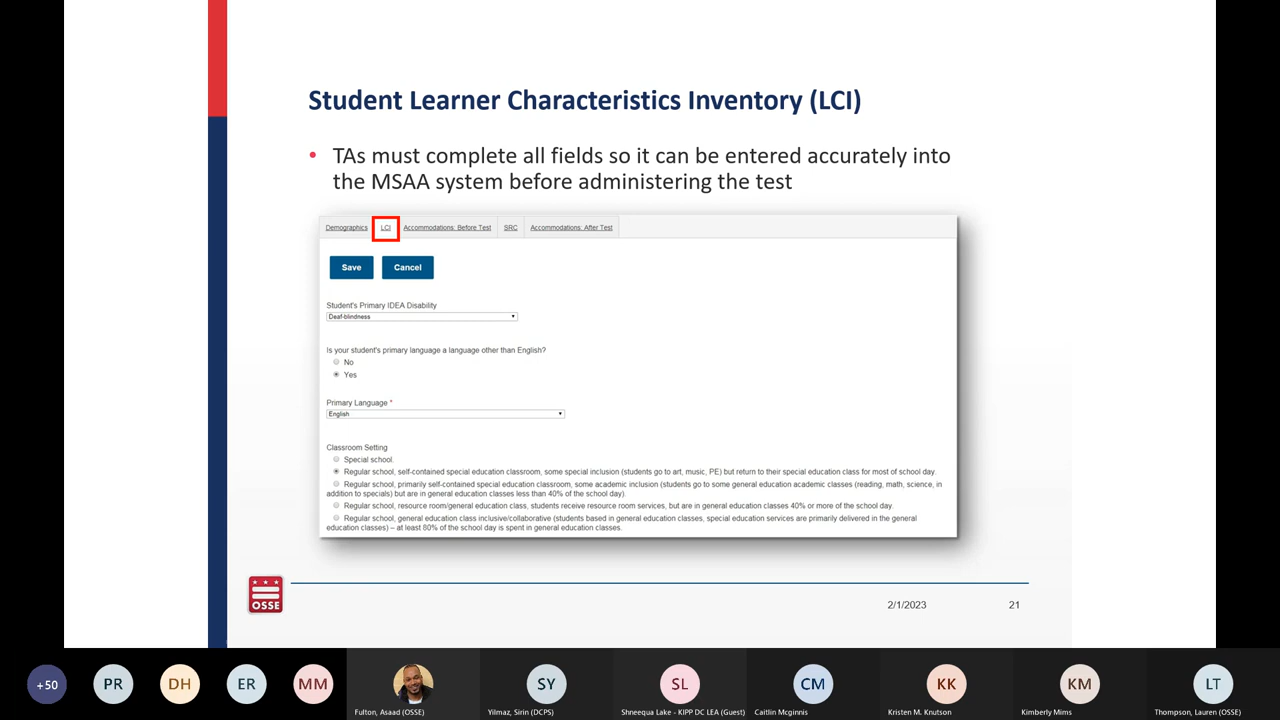 Student Learner Characteristics Inventory (LCI)
• TAs must complete all fields so it can be entered accurately into
the MSAA system before administering the test
Demographics LCI Accommodations: Before Test SRC Accommodations: After Test
Save Cancel
Student's Primary IDEA Disability
Deaf-blindness
Is your student's primary language a language other than English?
No
Yes
Primary Language *
English
Classroom Setting
Special school.
Regular school, self-contained special education classroom, some special inclusion (students go to art, music, PE) but return to their special education class for most of school day.
Regular school, primarily self-contained special education classroom, some academic inclusion (students go to some general education academic classes (reading, math, science, in
addition to specials) but are in general education classes less than 40% of the school day).
Regular school, resource room/general education class, students receive resource room services, but are in general education classes 40% or more of the school day.
Regular school, general education class inclusive/collaborative (students based in general education classes, special education services are primarily delivered in the general
education classes) – at least 80% of the school day is spent in general education classes.
OSSE
2/1/2023 21
+50 PR DH ER MM SY SL CM KK KM LT
Fulton, Asaad (OSSE) Yilmaz, Sirin (DCPS) Shneequa Lake - KIPP DC LEA (Guest) Caitlin Mcginnis Kristen M. Knutson Kimberly Mims Thompson, Lauren (OSSE)